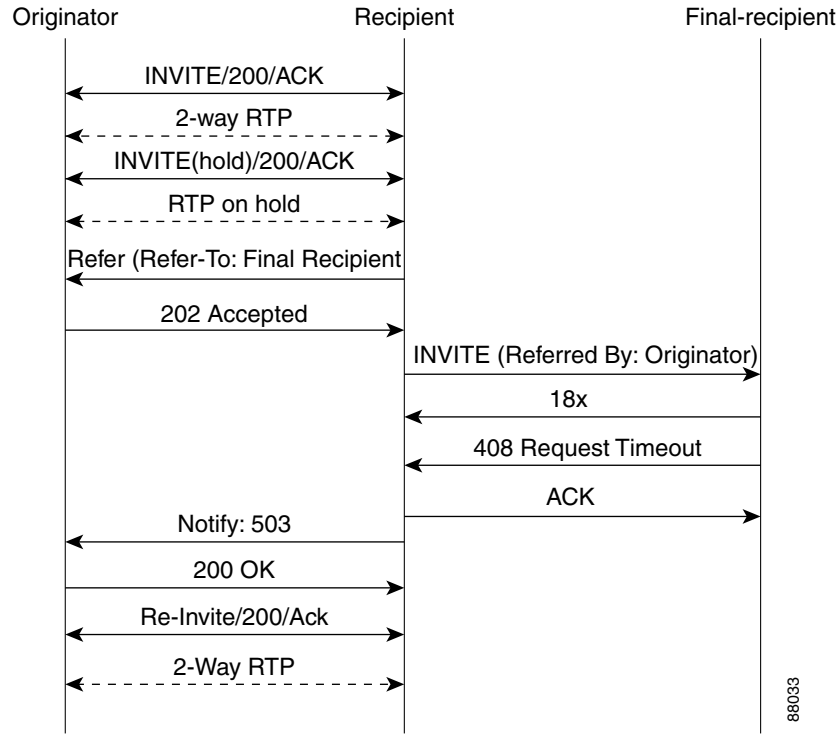 Originator
Recipient
Final-recipient
INVITE/200/ACK
2-way RTP
INVITE(hold)/200/ACK
RTP on hold
Refer (Refer-To: Final Recipient
202 Accepted
INVITE (Referred By: Originator)
18x
408 Request Timeout
ACK
Notify: 503
200 OK
Re-Invite/200/Ack
2-Way RTP
88033